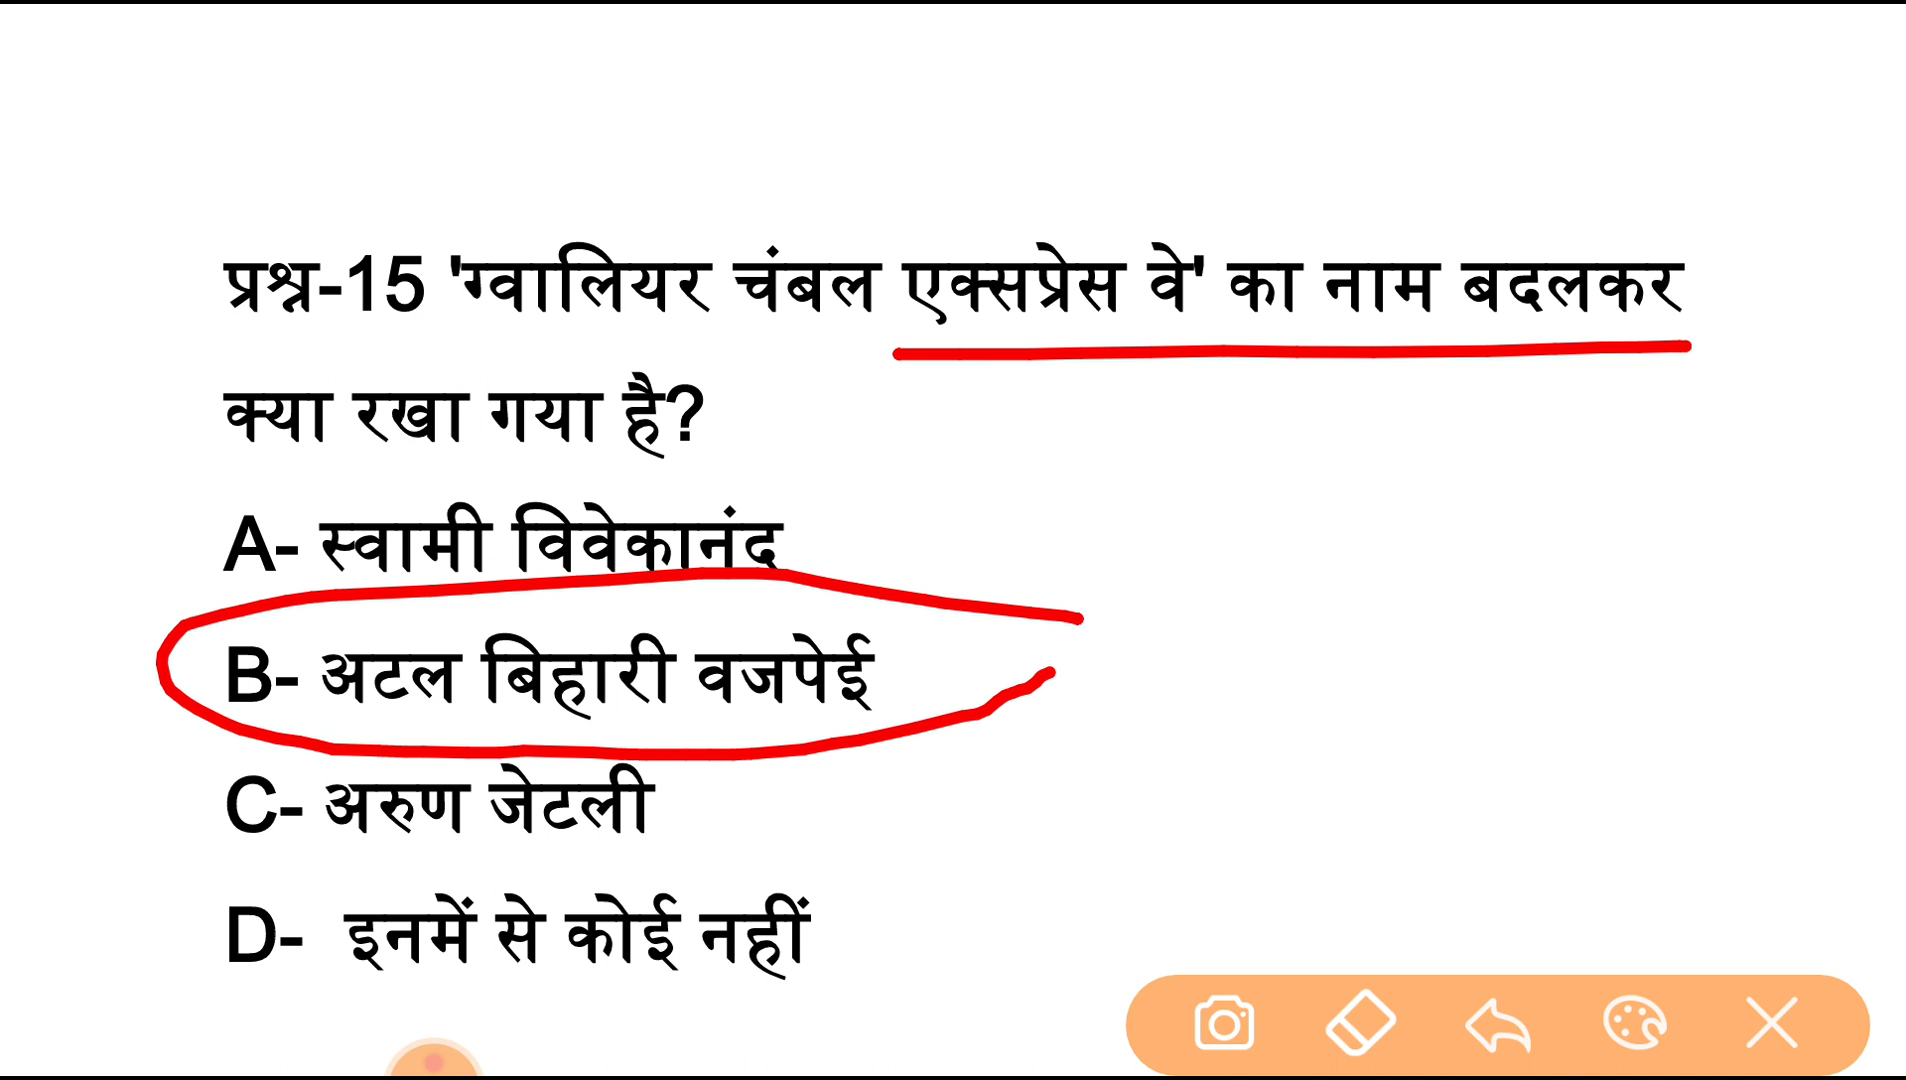 प्रश्न-15 'ग्वालियर चंबल एक्सप्रेस वे' का नाम बदलकर
क्या रखा गया है?
A- स्वामी विवेकानंद
B- अटल बिहारी वजपेई
C- अरुण जेटली
D- इनमें से कोई नहीं